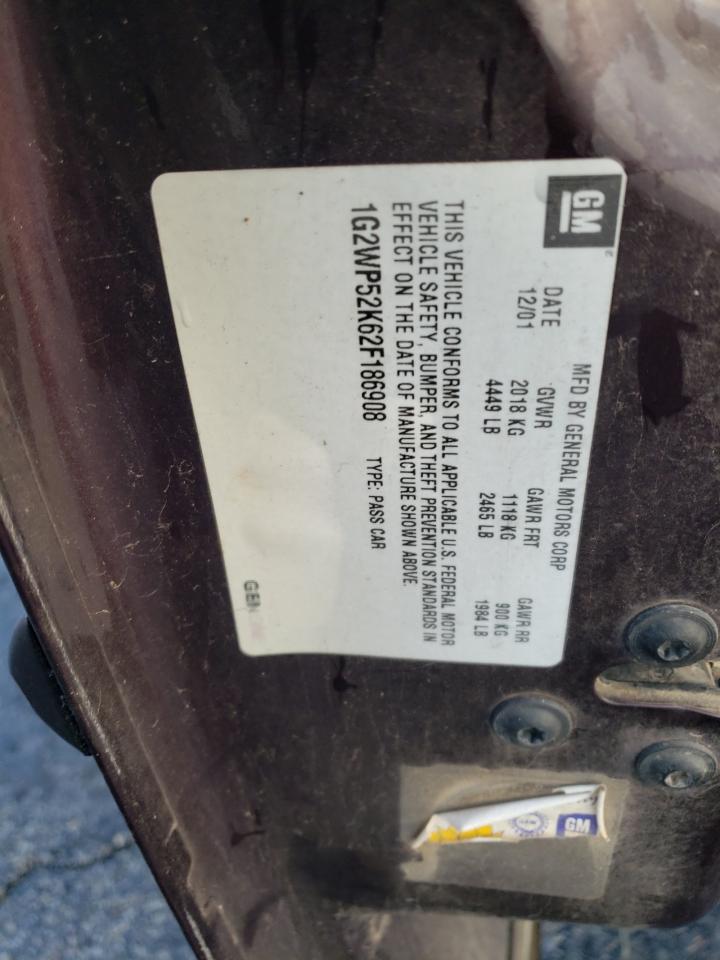 GM
MFD BY GENERAL MOTORS CORP
DATE GVWR GAWR FRT GAWR RR
12/01 2018 KG 1118 KG 900 KG
4449 LB 2465 LB 1984 LB
THIS VEHICLE CONFORMS TO ALL APPLICABLE U.S. FEDERAL MOTOR
VEHICLE SAFETY, BUMPER, AND THEFT PREVENTION STANDARDS IN
EFFECT ON THE DATE OF MANUFACTURE SHOWN ABOVE.
1G2WP52K62F186908 TYPE: PASS CAR
GM